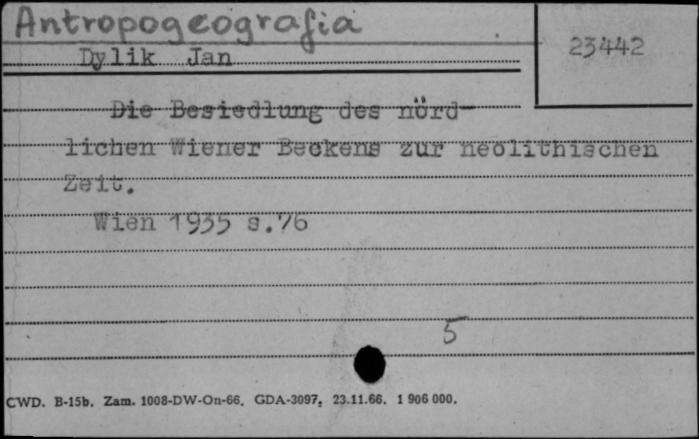 Antropogeografia
23442
Dylik Jan
Die Besiedlung des nörd-
lichen Wiener Beckens zur neolithischen
Zeit.
Wien 1935 s.76
5
CWD. B-15b. Zam. 1008-DW-On-66. GDA-3097. 23.11.66. 1 906 000.